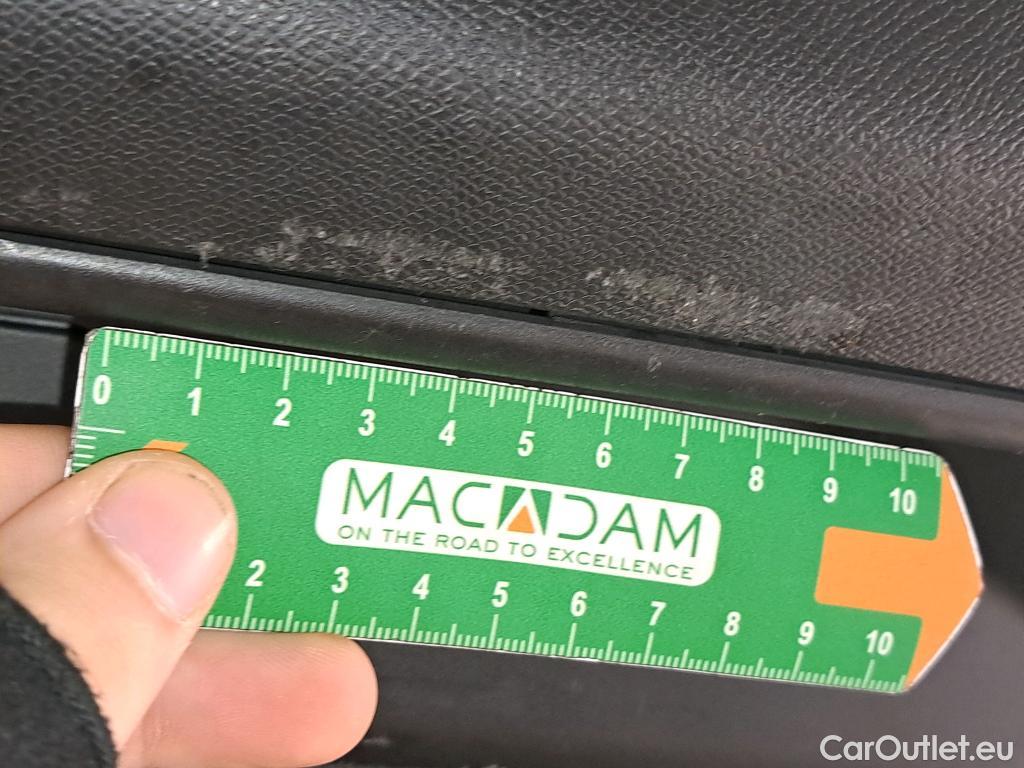 0 1 2 3 4 5 6 7 8 9 10
MACADAM
ON THE ROAD TO EXCELLENCE
2 3 4 5 6 7 8 9 10
CarOutlet.eu